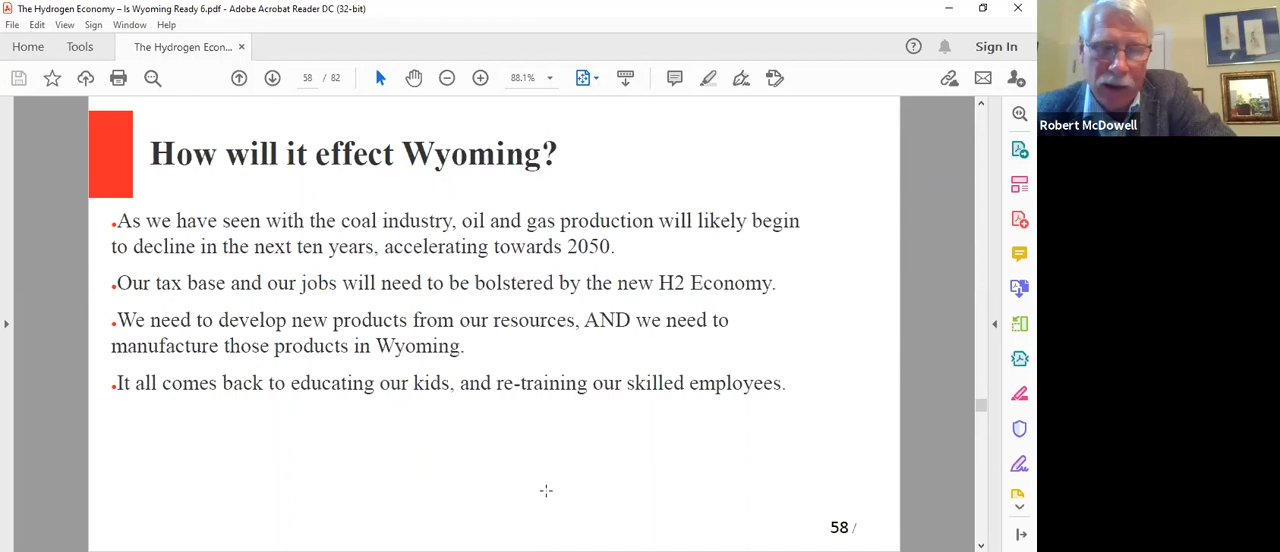 The Hydrogen Economy – Is Wyoming Ready 6.pdf - Adobe Acrobat Reader DC (32-bit)
File Edit View Sign Window Help
Home Tools The Hydrogen Econ... × Sign In
58 / 82 88.1%
Robert McDowell
How will it effect Wyoming?
•As we have seen with the coal industry, oil and gas production will likely begin
to decline in the next ten years, accelerating towards 2050.
•Our tax base and our jobs will need to be bolstered by the new H2 Economy.
•We need to develop new products from our resources, AND we need to
manufacture those products in Wyoming.
•It all comes back to educating our kids, and re-training our skilled employees.
58 /